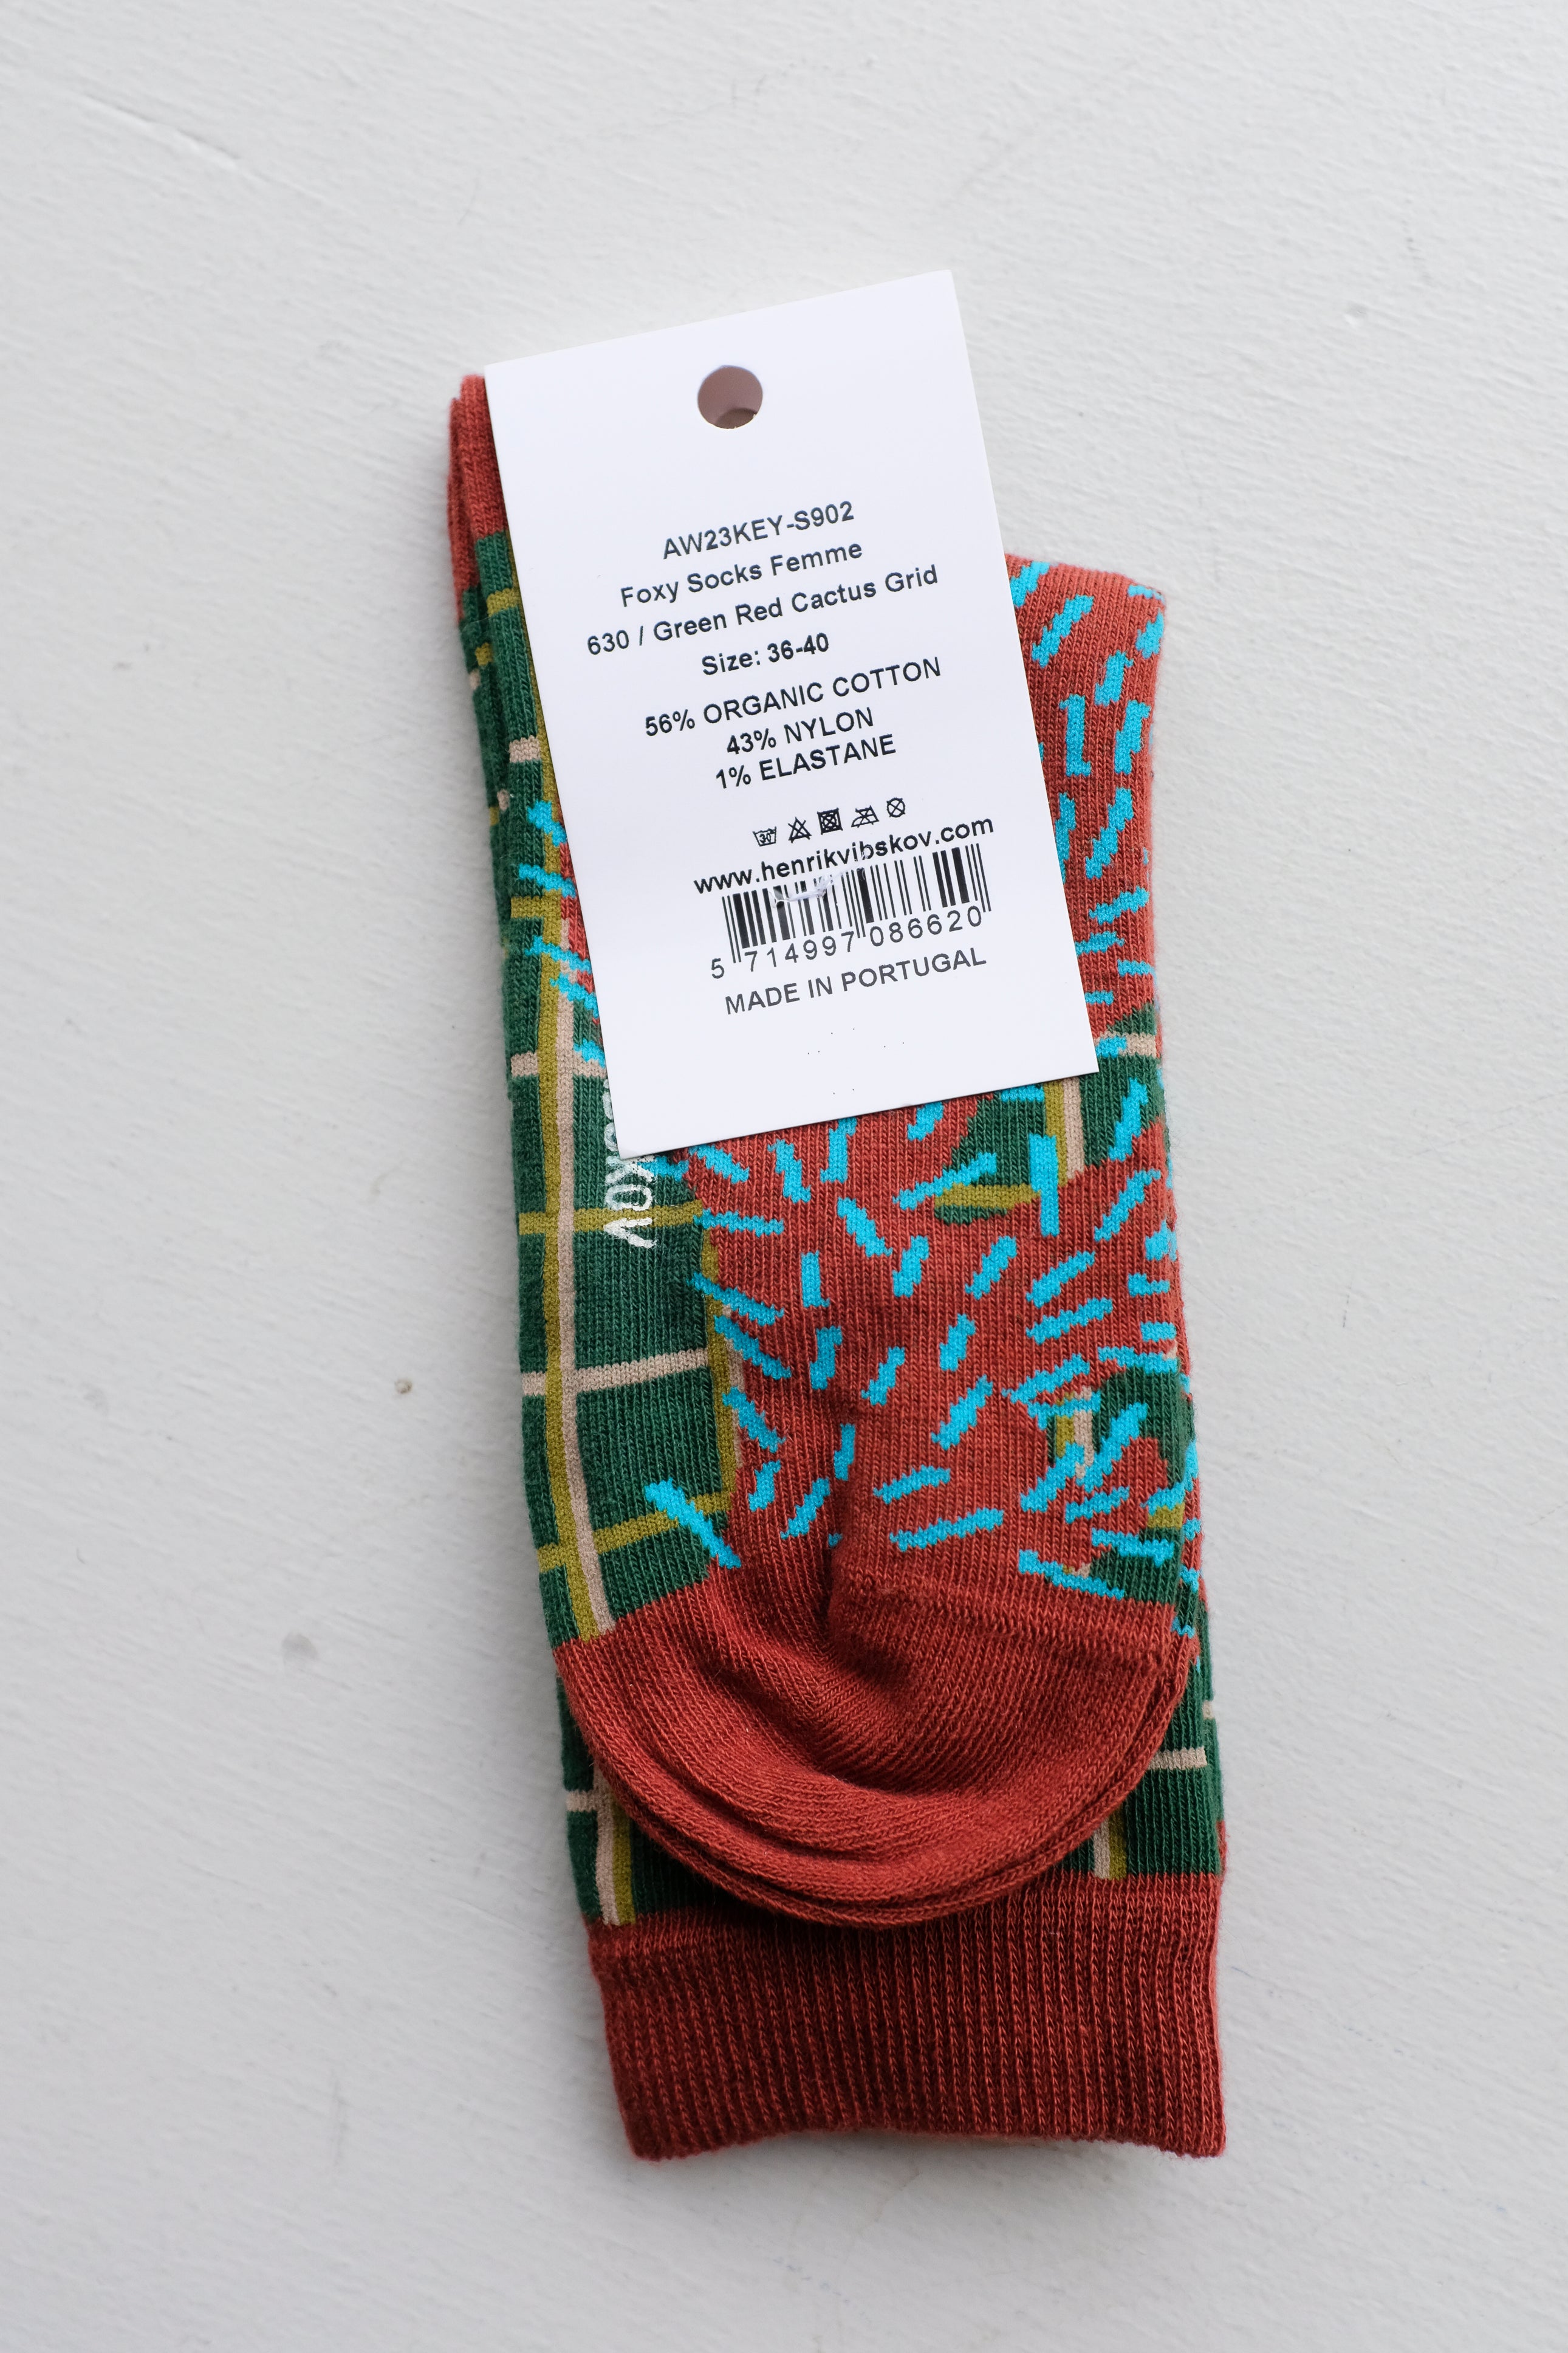 AW23KEY-S902
Foxy Socks Femme
630 / Green Red Cactus Grid
Size: 36-40
56% ORGANIC COTTON
43% NYLON
1% ELASTANE
30
www.henrikvibskov.com
5 714997 086620
MADE IN PORTUGAL